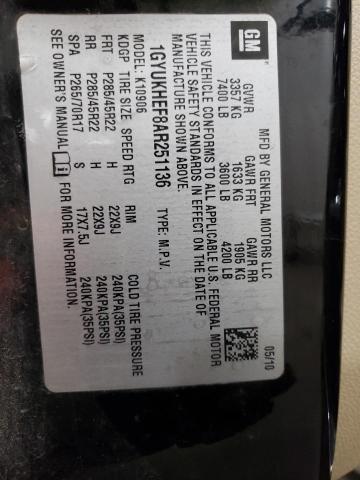 GM
MFD BY GENERAL MOTORS LLC 05/10
GVWR GAWR FRT GAWR RR
3357 KG 1633 KG 1905 KG
7400 LB 3600 LB 4200 LB
THIS VEHICLE CONFORMS TO ALL APPLICABLE U.S. FEDERAL MOTOR
VEHICLE SAFETY STANDARDS IN EFFECT ON THE DATE OF
MANUFACTURE SHOWN ABOVE.
1GYUKHEF8AR251136 TYPE: M.P.V.
MODEL: K10906
KDGP TIRE SIZE SPEED RTG RIM COLD TIRE PRESSURE
FRT P285/45R22 H 22X9J 240KPA(35PSI)
RR P285/45R22 H 22X9J 240KPA(35PSI)
SPA P265/70R17 S 17X7.5J 240KPA(35PSI)
SEE OWNER'S MANUAL i FOR MORE INFORMATION.